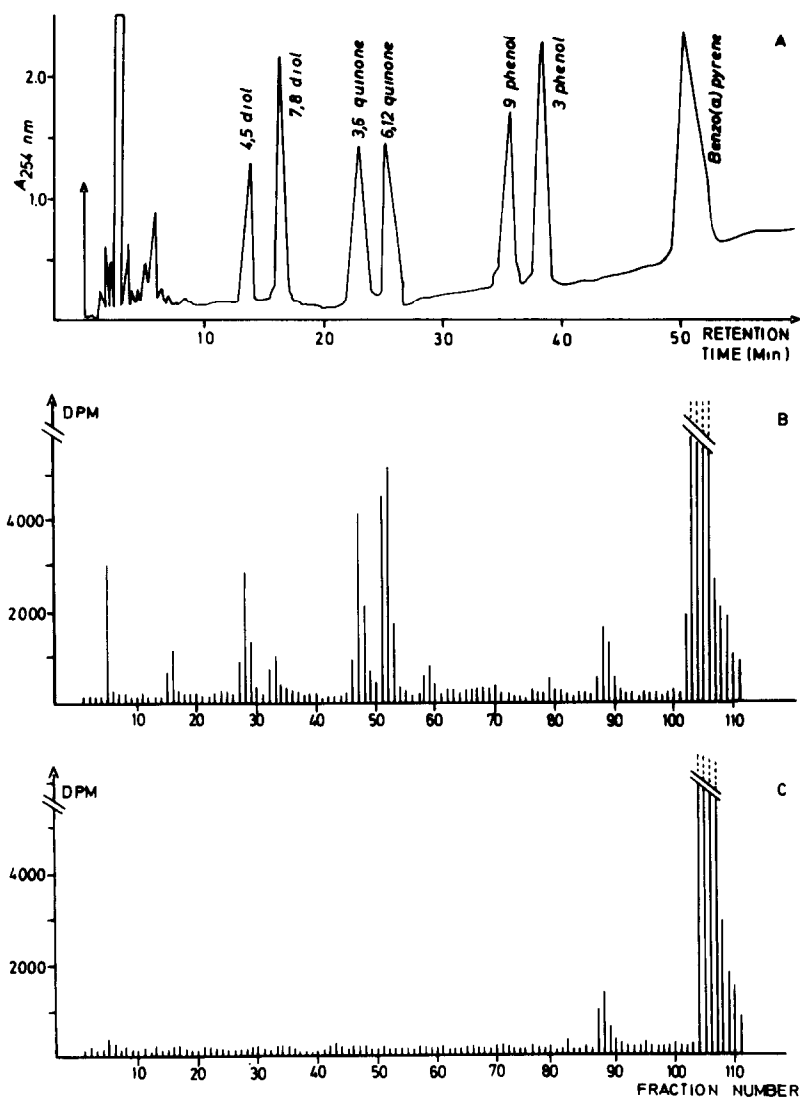 A
2.0
1.0
A254 nm
4,5 diol
7,8 diol
3,6 quinone
6,12 quinone
9 phenol
3 phenol
Benzo(a)pyrene
10 20 30 40 50 RETENTION
TIME (Min)
B
DPM
4000
2000
10 20 30 40 50 60 70 80 90 100 110
C
DPM
4000
2000
10 20 30 40 50 60 70 80 90 100 110
FRACTION NUMBER